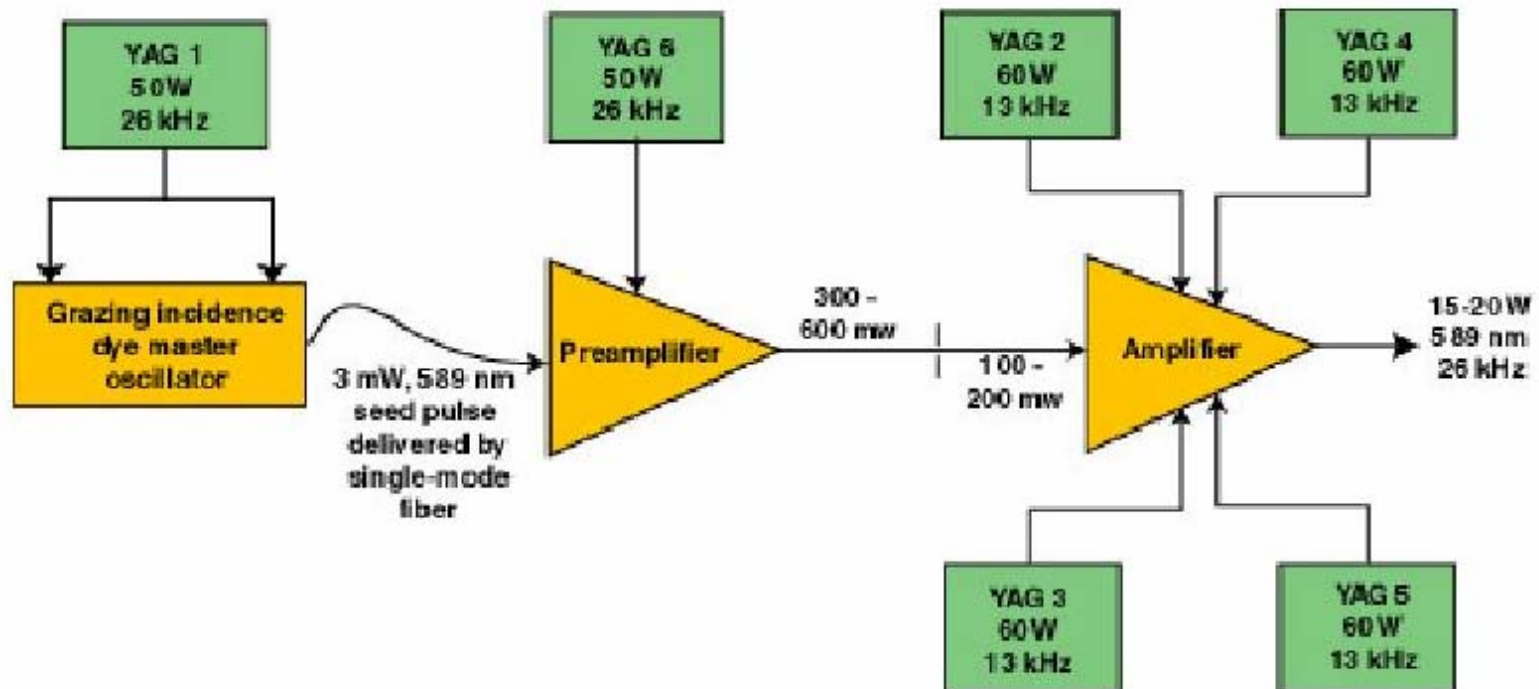 YAG 1
50W
26 kHz
YAG 6
50W
26 kHz
YAG 2
60W
13 kHz
YAG 4
60W
13 kHz
Grazing incidence
dye master
oscillator
3 mW, 589 nm
seed pulse
delivered by
single-mode
fiber
Preamplifier
300 -
600 mw
100 -
200 mw
Amplifier
15-20W
589 nm
26 kHz
YAG 3
60W
13 kHz
YAG 5
60W
13 kHz